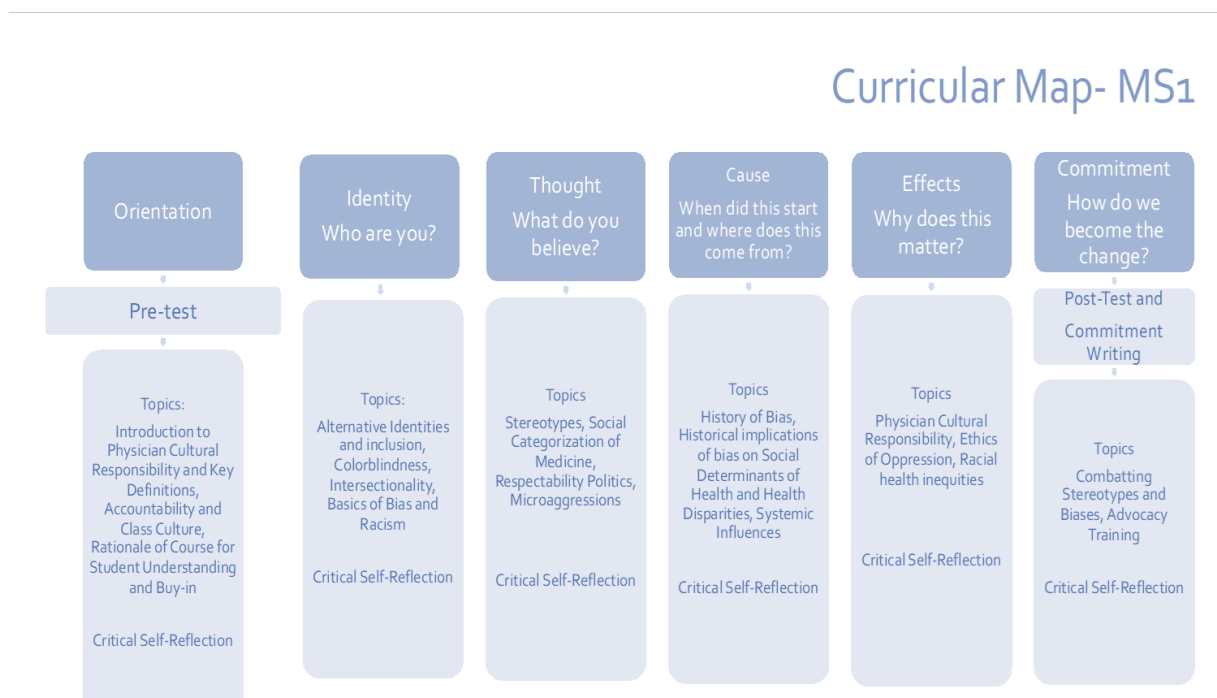 Curricular Map- MS1
Orientation
Pre-test
Topics:
Introduction to
Physician Cultural
Responsibility and Key
Definitions,
Accountability and
Class Culture,
Rationale of Course for
Student Understanding
and Buy-in
Critical Self-Reflection
Identity
Who are you?
Topics:
Alternative Identities
and inclusion,
Colorblindness,
Intersectionality,
Basics of Bias and
Racism
Critical Self-Reflection
Thought
What do you
believe?
Topics
Stereotypes, Social
Categorization of
Medicine,
Respectability Politics,
Microaggressions
Critical Self-Reflection
Cause
When did this start
and where does this
come from?
Topics
History of Bias,
Historical implications
of bias on Social
Determinants of
Health and Health
Disparities, Systemic
Influences
Critical Self-Reflection
Effects
Why does this
matter?
Topics
Physician Cultural
Responsibility, Ethics
of Oppression, Racial
health inequities
Critical Self-Reflection
Commitment
How do we
become the
change?
Post-Test and
Commitment
Writing
Topics
Combatting
Stereotypes and
Biases, Advocacy
Training
Critical Self-Reflection